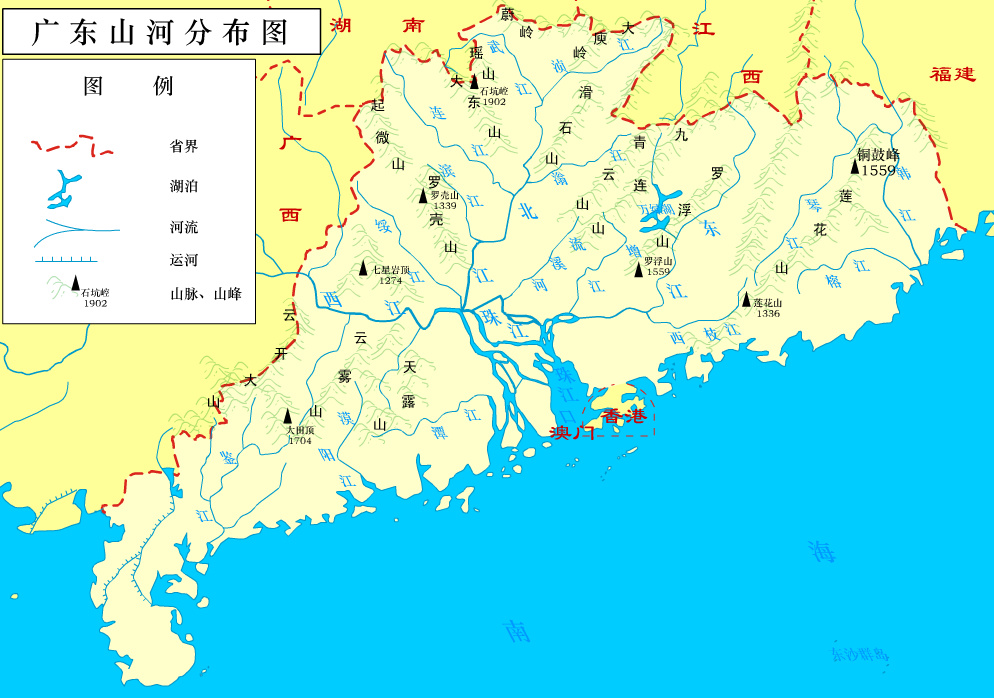 广东山河分布图
图 例
省界
湖泊
河流
运河
石坑崆
1902
山脉、山峰
湖 南
江 西
福建
广 西
香港
澳门
蔚岭
大庾岭
瑶山
大东山
起微山
罗壳山
滑石山
青云山
九连山
罗浮山
莲花山
云开大山
云雾山
天露山
石坑崆
1902
罗壳山
1339
七星岩顶
1274
大田顶
1704
罗浮山
1559
莲花山
1336
铜鼓峰
1559
武江
浈江
连江
滨江
绥江
北江
滃江
流溪河
增江
东江
西枝江
琴江
韩江
榕江
西江
珠江
珠江口
潭江
漠阳江
鉴江
南海
东沙群岛